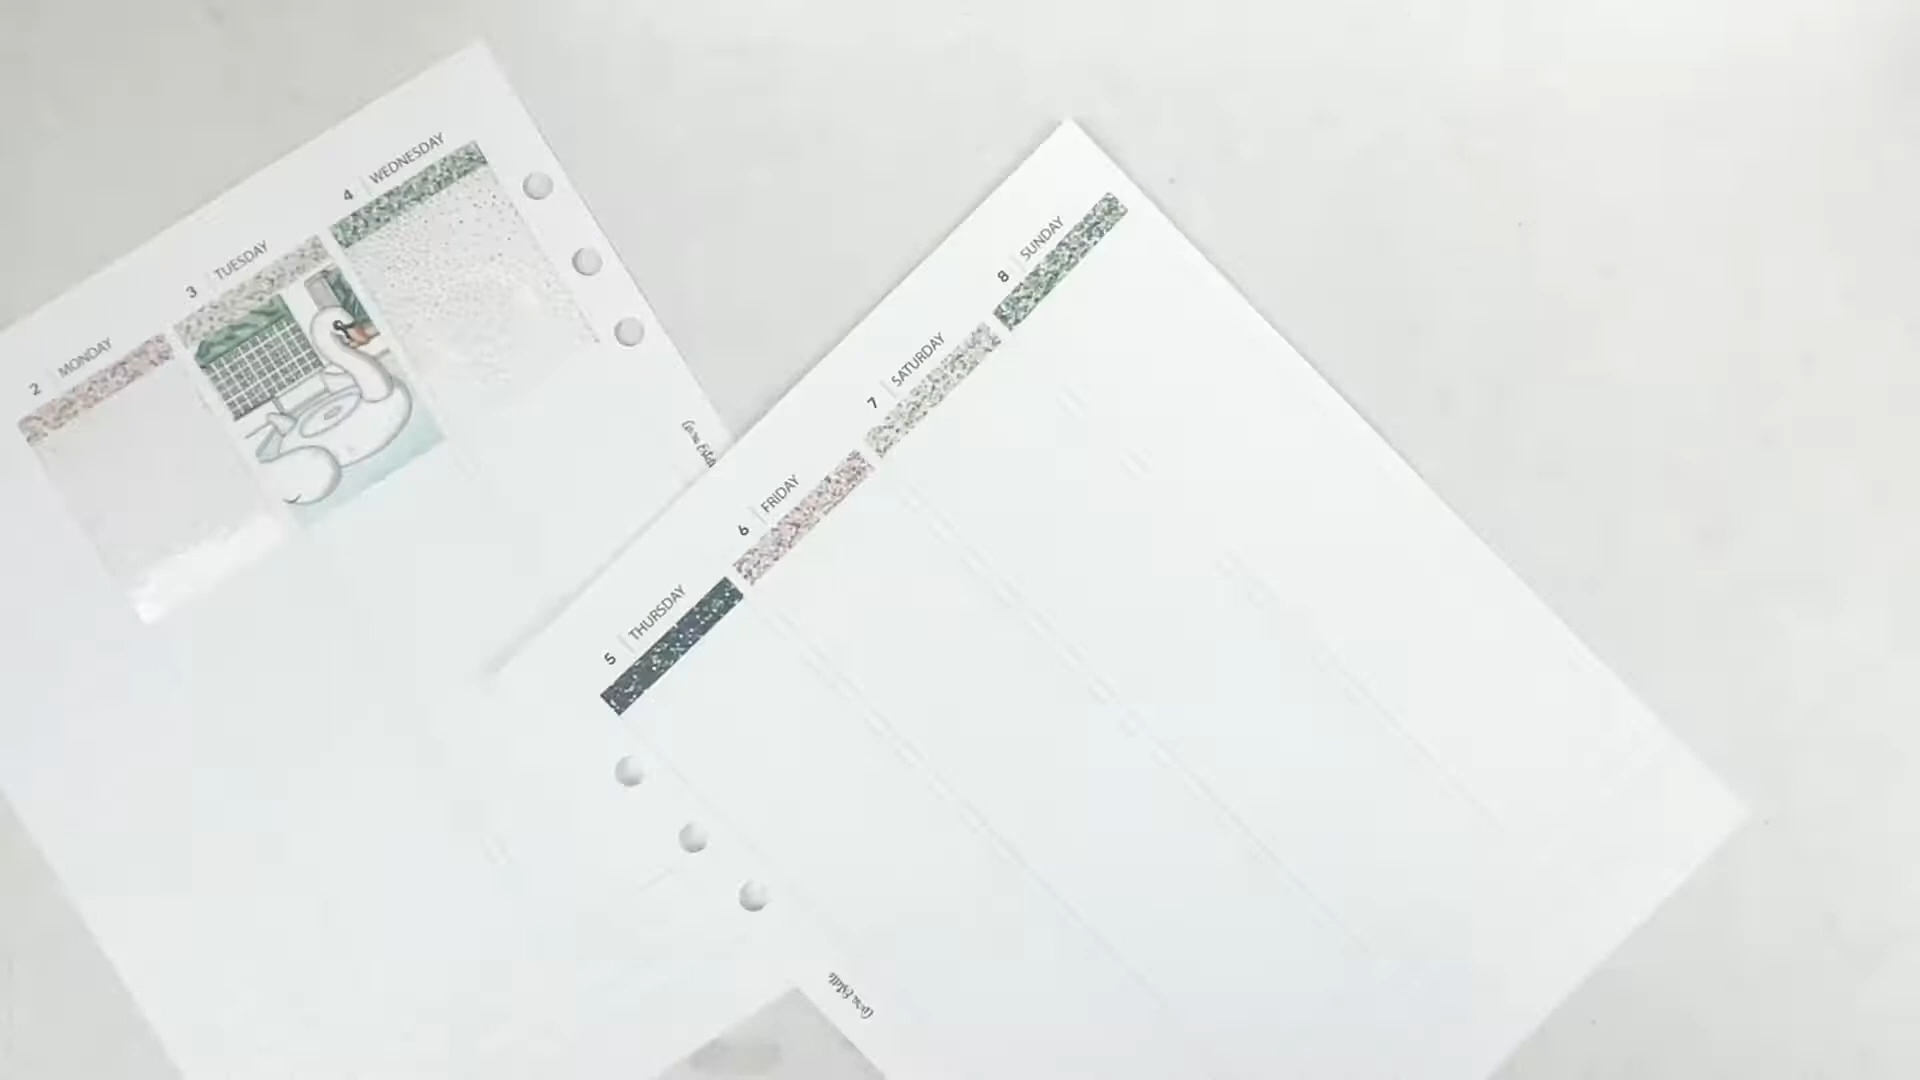 2 | MONDAY
3 | TUESDAY
4 | WEDNESDAY
5 | THURSDAY
6 | FRIDAY
7 | SATURDAY
8 | SUNDAY